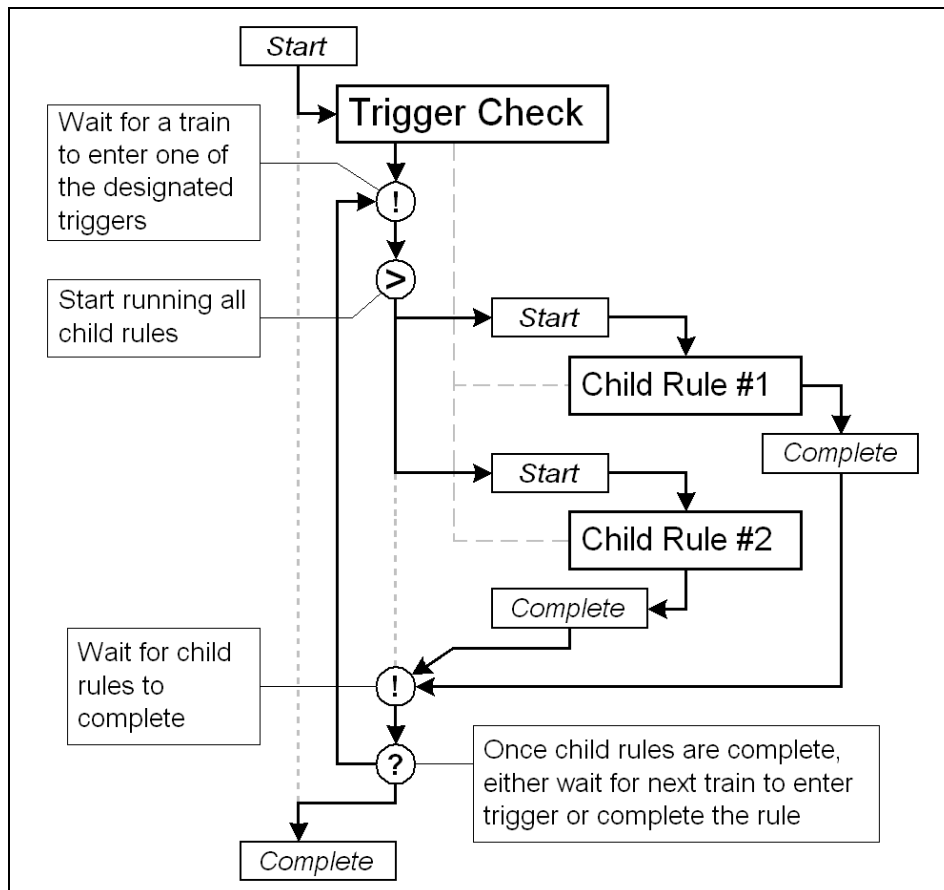 Start
Trigger Check
Wait for a train
to enter one of
the designated
triggers
!
>
Start running all
child rules
Start
Child Rule #1
Complete
Start
Child Rule #2
Complete
Wait for child
rules to
complete
!
?
Once child rules are complete,
either wait for next train to enter
trigger or complete the rule
Complete